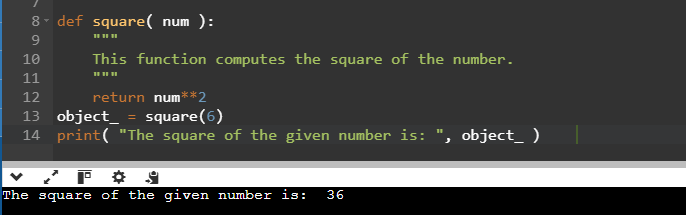 7
8 def square( num ):
9     """
10     This function computes the square of the number.
11     """
12     return num**2
13 object_ = square(6)
14 print( "The square of the given number is: ", object_ )
The square of the given number is:  36